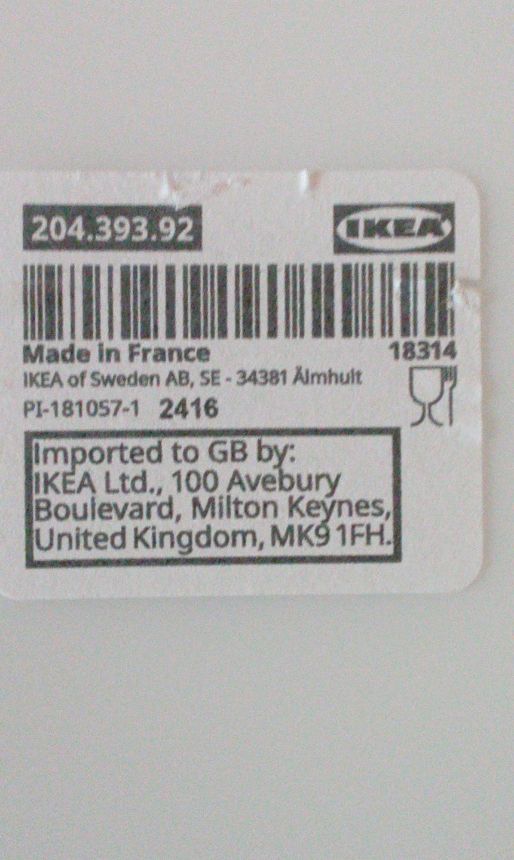 204.393.92 IKEA
Made in France 18314
IKEA of Sweden AB, SE - 34381 Älmhult
PI-181057-1 2416
Imported to GB by:
IKEA Ltd., 100 Avebury
Boulevard, Milton Keynes,
United Kingdom, MK9 1FH.